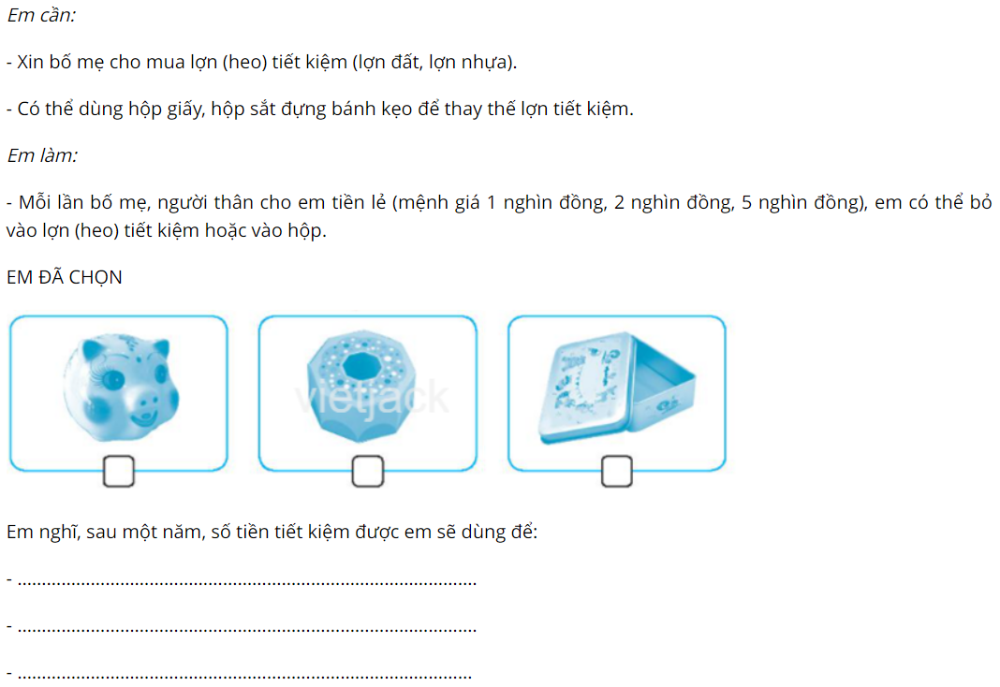 Em cần:
- Xin bố mẹ cho mua lợn (heo) tiết kiệm (lợn đất, lợn nhựa).
- Có thể dùng hộp giấy, hộp sắt đựng bánh kẹo để thay thế lợn tiết kiệm.
Em làm:
- Mỗi lần bố mẹ, người thân cho em tiền lẻ (mệnh giá 1 nghìn đồng, 2 nghìn đồng, 5 nghìn đồng), em có thể bỏ
vào lợn (heo) tiết kiệm hoặc vào hộp.
EM ĐÃ CHỌN
vietjack
Em nghĩ, sau một năm, số tiền tiết kiệm được em sẽ dùng để:
- ................................................................................................
- ................................................................................................
- ...............................................................................................